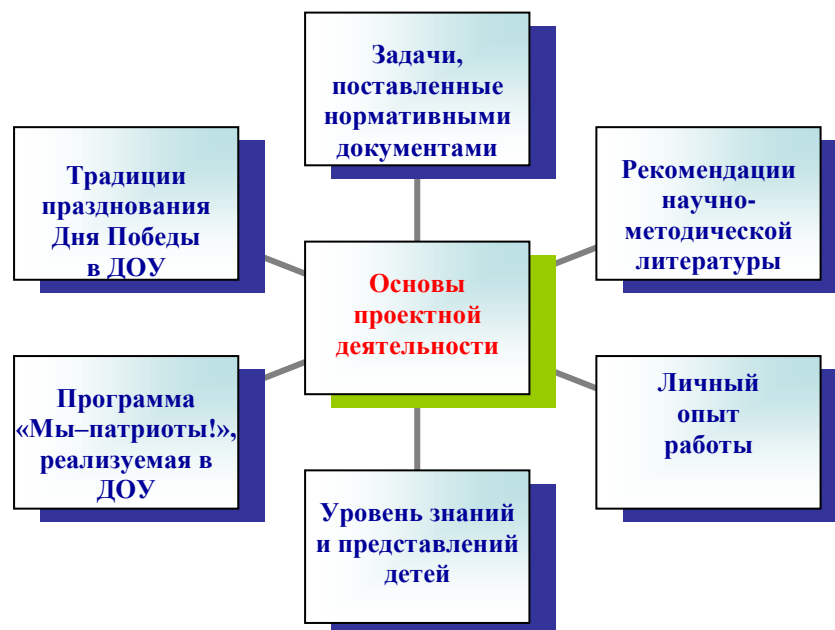 Задачи,
поставленные
нормативными
документами
Традиции
празднования
Дня Победы
в ДОУ
Рекомендации
научно-
методической
литературы
Основы
проектной
деятельности
Программа
«Мы–патриоты!»,
реализуемая в
ДОУ
Личный
опыт
работы
Уровень знаний
и представлений
детей